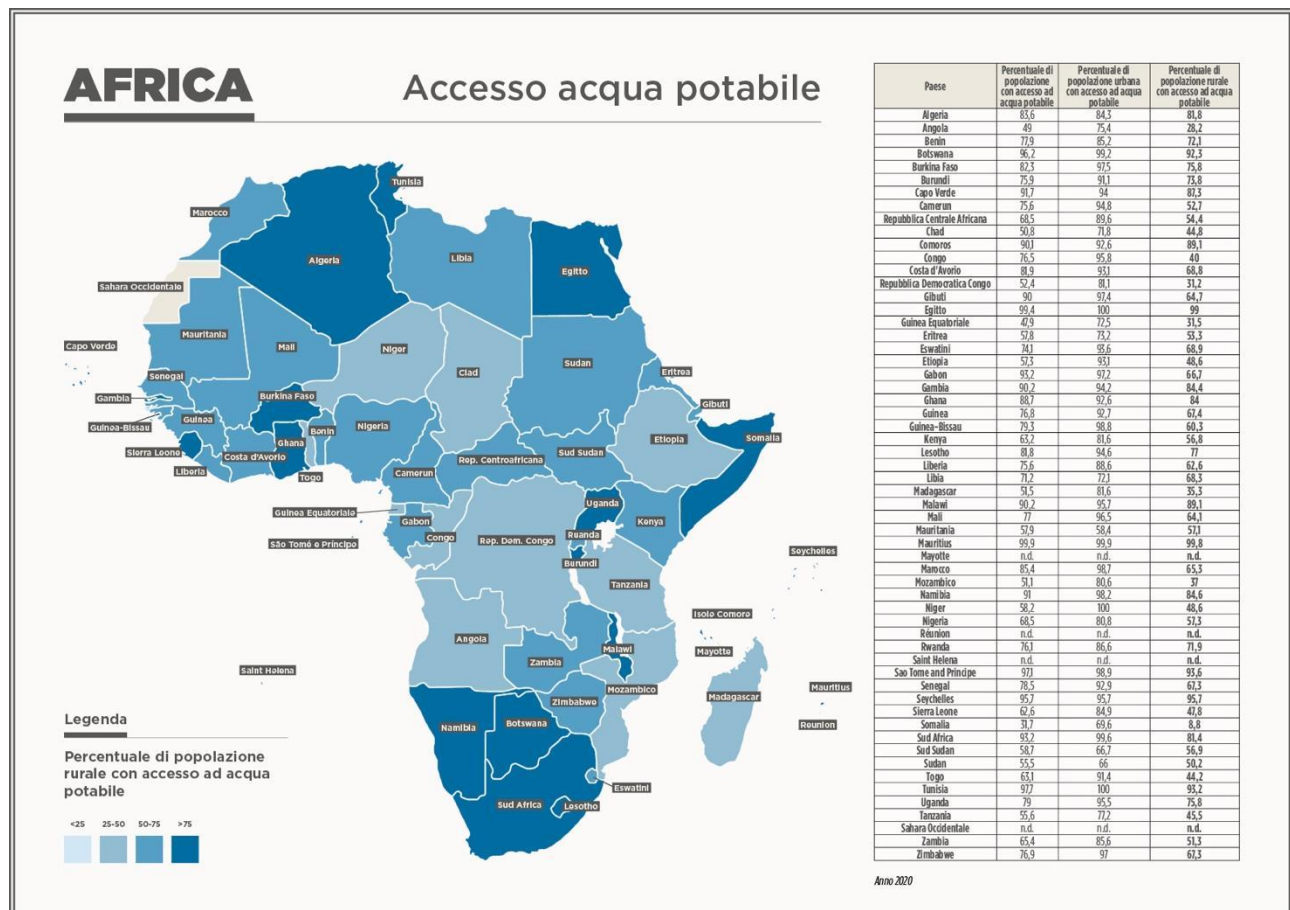 AFRICA
Accesso acqua potabile
Tunisia
Marocco
Algeria
Libia
Egitto
Sahara Occidentale
Mauritania
Mali
Niger
Capo Verde
Ciad
Sudan
Senegal
Eritrea
Gambia
Burkina Faso
Gibuti
Guinea
Guinea-Bissau
Benin
Nigeria
Ghana
Etiopia
Somalia
Sierra Leone
Costa d'Avorio
Rep. Centroafricana
Sud Sudan
Liberia
Togo
Camerun
Uganda
Guinea Equatoriale
Gabon
Kenya
Ruanda
São Tomé e Príncipe
Congo
Rep. Dem. Congo
Seychelles
Burundi
Tanzania
Isole Comore
Angola
Malawi
Mayotte
Zambia
Saint Helena
Mozambico
Madagascar
Mauritius
Zimbabwe
Namibia
Botswana
Reunion
Eswatini
Sud Africa
Lesotho
Legenda
Percentuale di popolazione
rurale con accesso ad acqua
potabile
<25 25-50 50-75 >75
Paese
Percentuale di
popolazione
con accesso ad
acqua potabile
Percentuale di
popolazione urbana
con accesso ad acqua
potabile
Percentuale di
popolazione rurale
con accesso ad acqua
potabile
Algeria 83,6 84,3 81,8
Angola 49 75,4 28,2
Benin 77,9 85,2 72,1
Botswana 96,2 99,2 92,3
Burkina Faso 82,3 97,5 75,8
Burundi 75,9 91,1 73,8
Capo Verde 91,7 94 87,3
Camerun 75,6 94,8 52,7
Repubblica Centrale Africana 68,5 89,6 54,4
Chad 50,8 71,8 44,8
Comoros 90,1 92,6 89,1
Congo 76,5 95,8 40
Costa d'Avorio 81,9 93,1 68,8
Repubblica Democratica Congo 52,4 81,1 31,2
Gibuti 90 97,4 64,7
Egitto 99,4 100 99
Guinea Equatoriale 47,9 72,5 31,5
Eritrea 57,8 73,2 53,3
Eswatini 74,1 93,6 68,9
Etiopia 57,3 93,1 48,6
Gabon 93,2 97,2 66,7
Gambia 90,2 94,2 84,4
Ghana 88,7 92,6 84
Guinea 76,8 92,7 67,4
Guinea-Bissau 79,3 98,8 60,3
Kenya 63,2 81,6 56,8
Lesotho 81,8 94,6 77
Liberia 75,6 88,6 62,6
Libia 71,2 72,1 68,3
Madagascar 51,5 81,6 35,3
Malawi 90,2 95,7 89,1
Mali 77 96,5 64,1
Mauritania 57,9 58,4 57,1
Mauritius 99,9 99,9 99,8
Mayotte n.d. n.d. n.d.
Marocco 85,4 98,7 65,3
Mozambico 51,1 80,6 37
Namibia 91 98,2 84,6
Niger 58,2 100 48,6
Nigeria 68,5 80,8 57,3
Réunion n.d. n.d. n.d.
Rwanda 76,1 86,6 71,9
Saint Helena n.d. n.d. n.d.
Sao Tome and Principe 97,1 98,9 93,6
Senegal 78,5 92,9 67,3
Seychelles 95,7 95,7 95,7
Sierra Leone 62,6 84,9 47,8
Somalia 31,7 69,6 8,8
Sud Africa 93,2 99,6 81,4
Sud Sudan 58,7 66,7 56,9
Sudan 55,5 66 50,2
Togo 63,1 91,4 44,2
Tunisia 97,7 100 93,2
Uganda 79 95,5 75,8
Tanzania 55,6 77,2 45,5
Sahara Occidentale n.d. n.d. n.d.
Zambia 65,4 85,6 51,3
Zimbabwe 76,9 97 67,3
Anno 2020